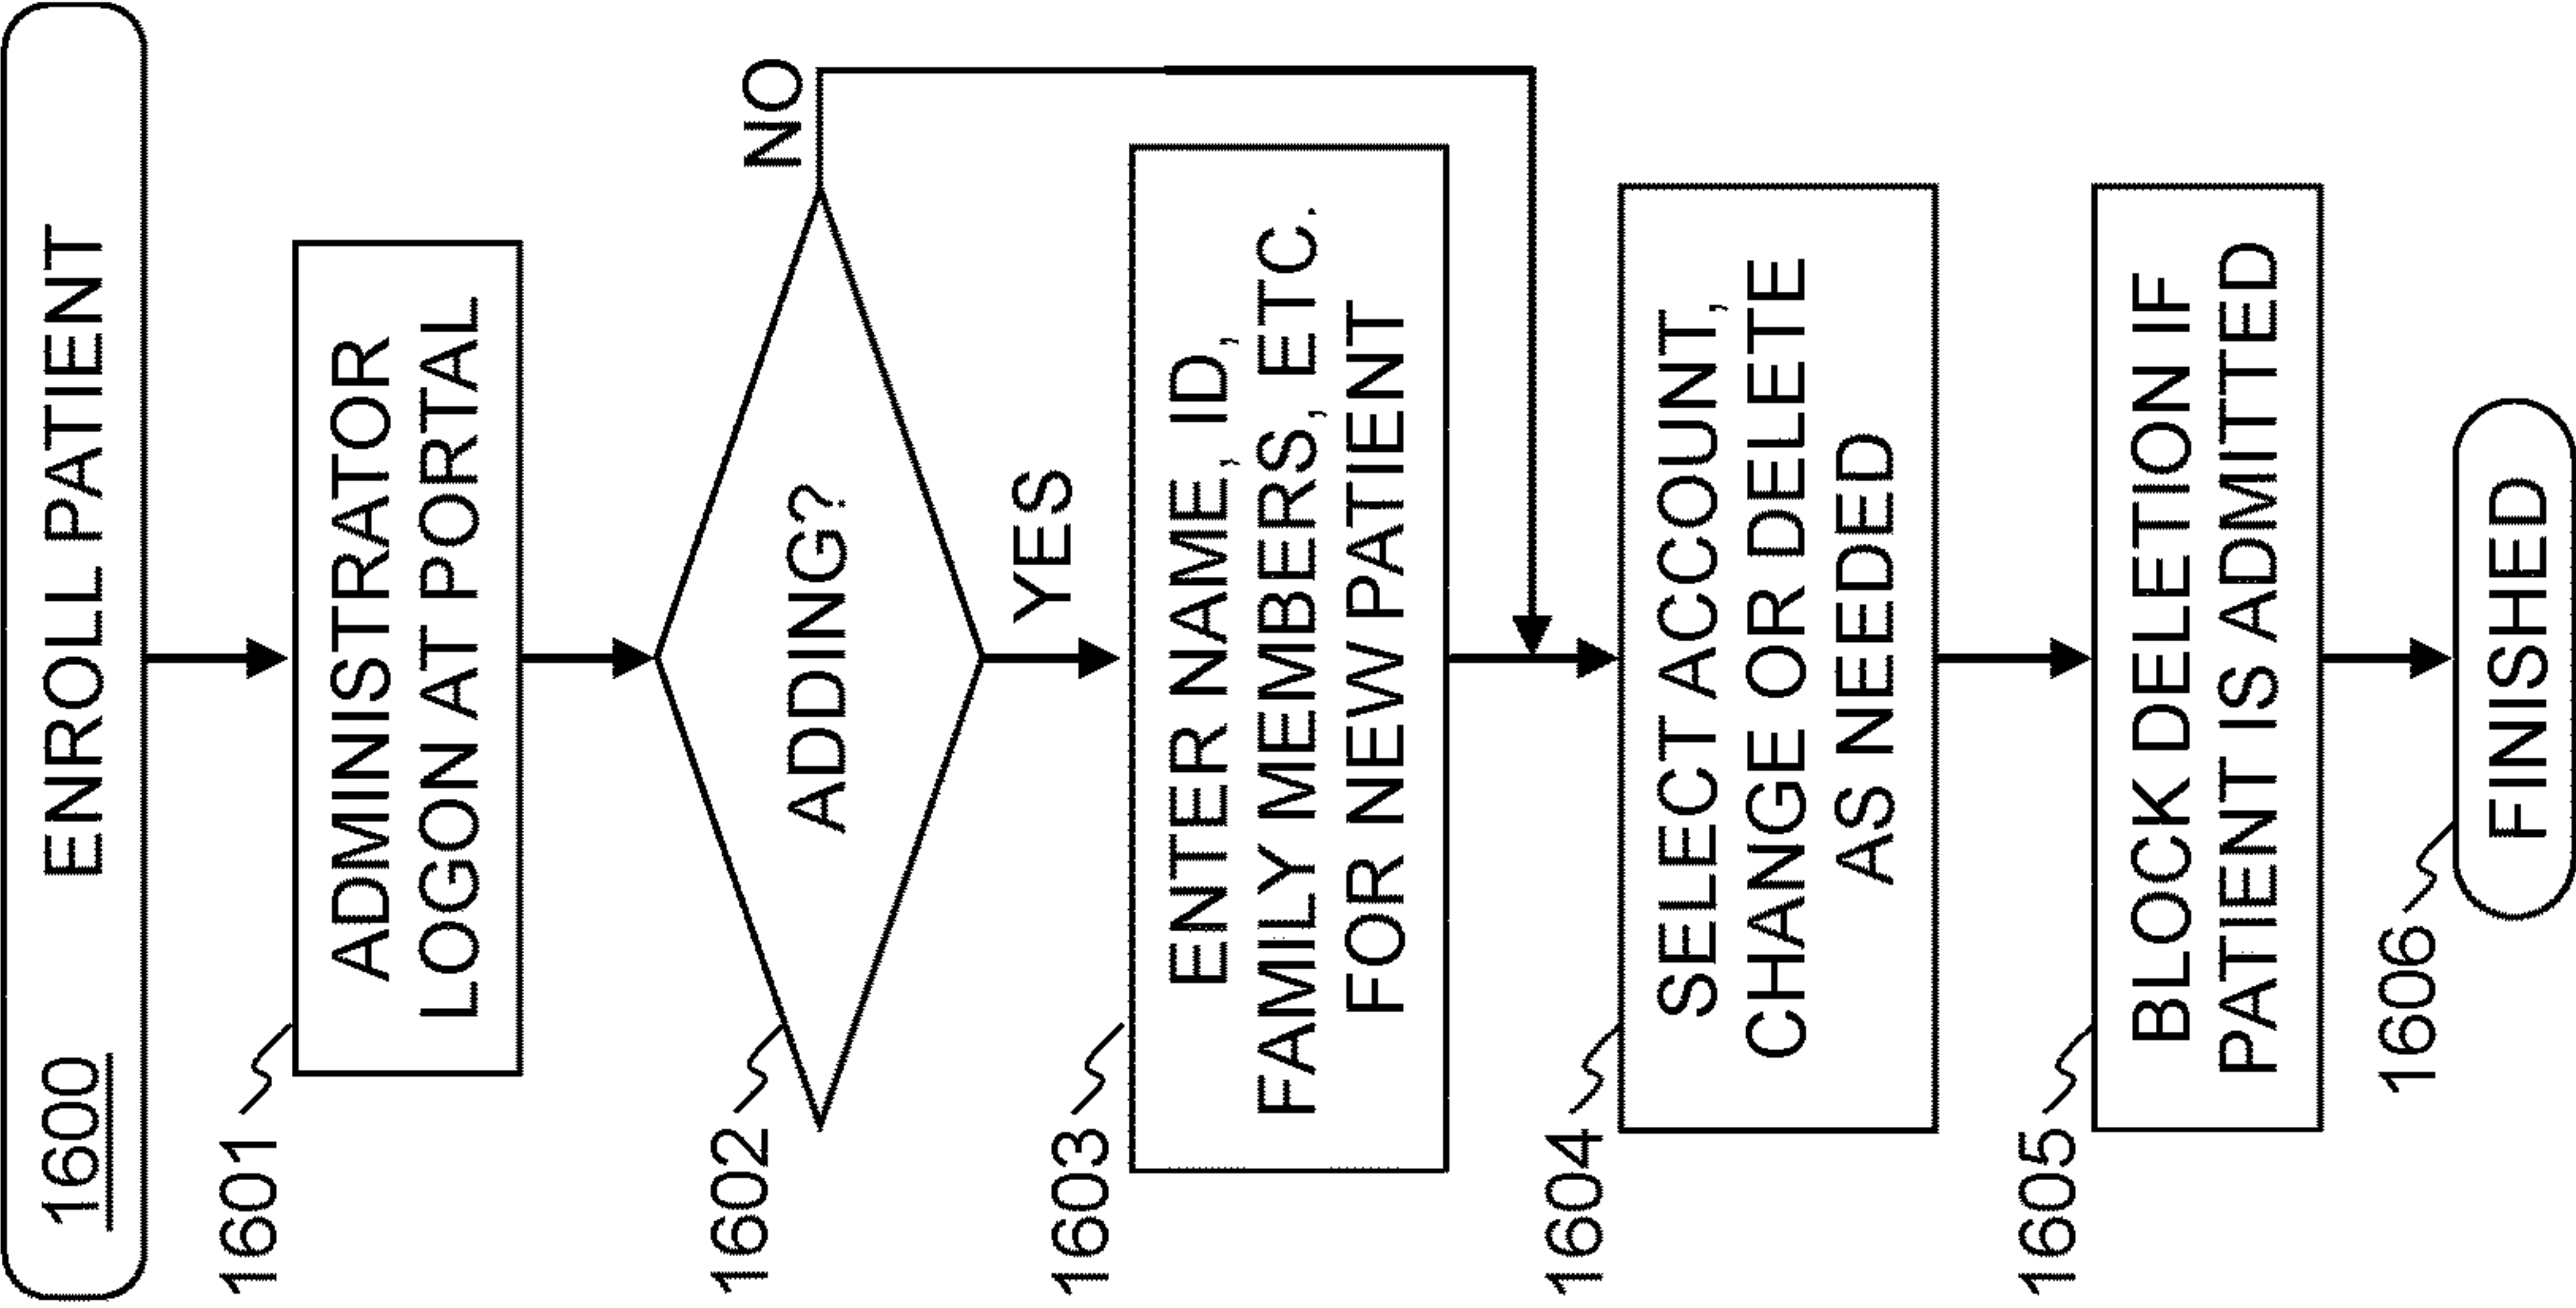 1600 ENROLL PATIENT
1601
ADMINISTRATOR
LOGON AT PORTAL
1602
ADDING?
NO
YES
1603
ENTER NAME, ID,
FAMILY MEMBERS, ETC.
FOR NEW PATIENT
1604
SELECT ACCOUNT,
CHANGE OR DELETE
AS NEEDED
1605
BLOCK DELETION IF
PATIENT IS ADMITTED
1606
FINISHED